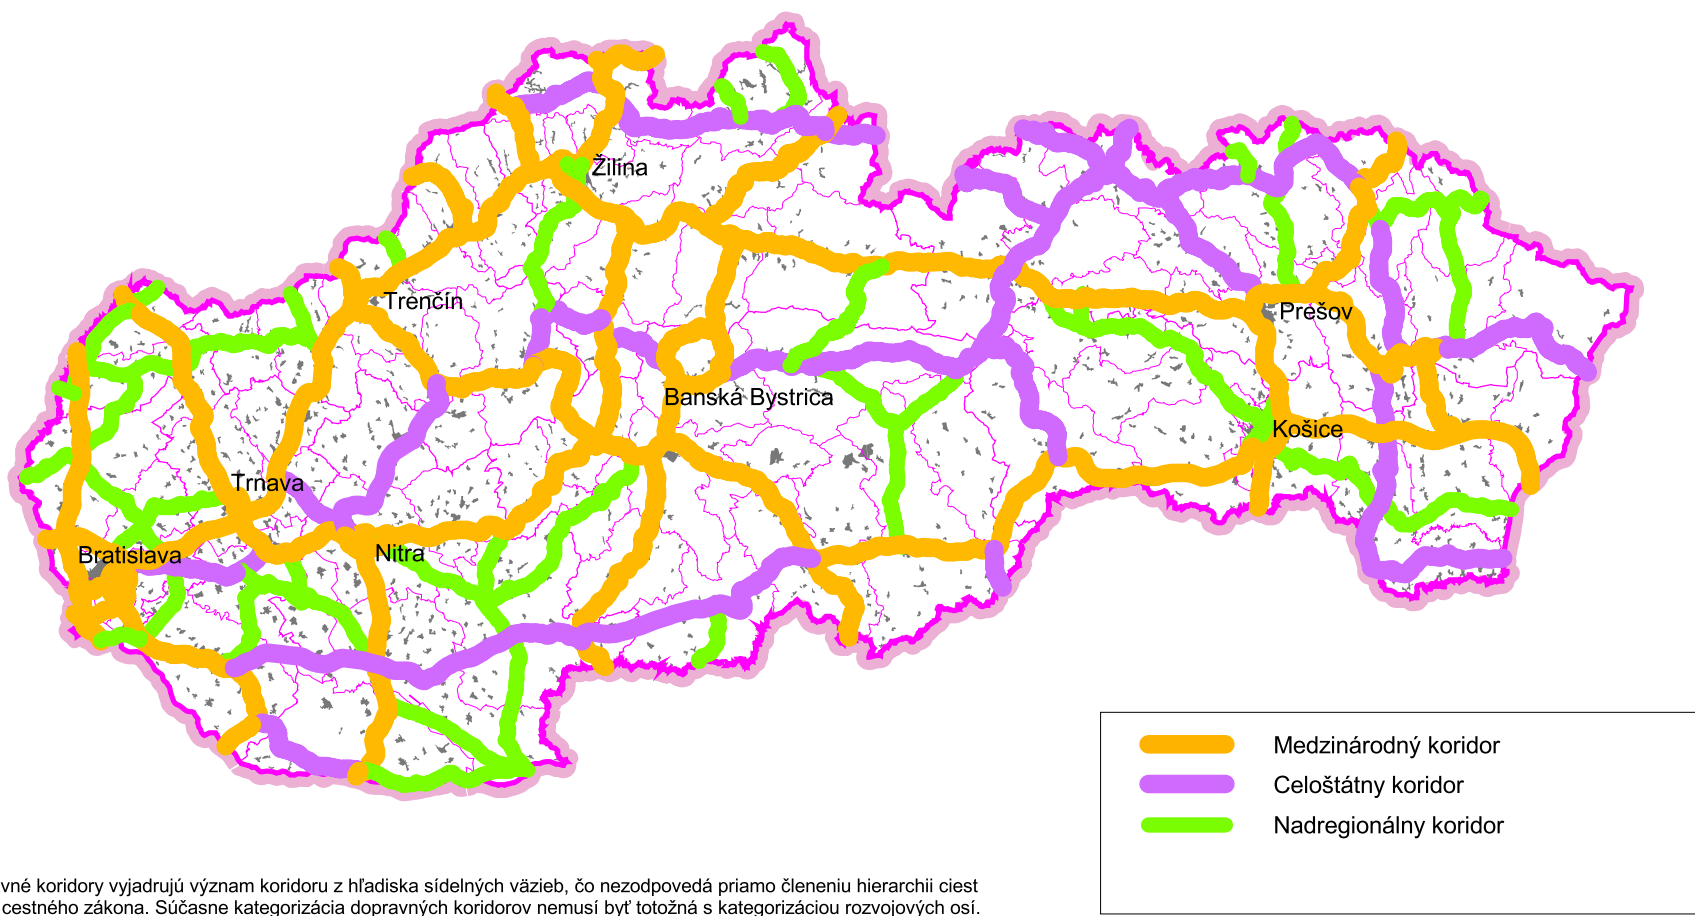 Žilina
Trenčín
Prešov
Banská Bystrica
Košice
Trnava
Bratislava
Nitra
Medzinárodný koridor
Celoštátny koridor
Nadregionálny koridor
vné koridory vyjadrujú význam koridoru z hľadiska sídelných väzieb, čo nezodpovedá priamo členeniu hierarchii ciest
cestného zákona. Súčasne kategorizácia dopravných koridorov nemusí byť totožná s kategorizáciou rozvojových osí.